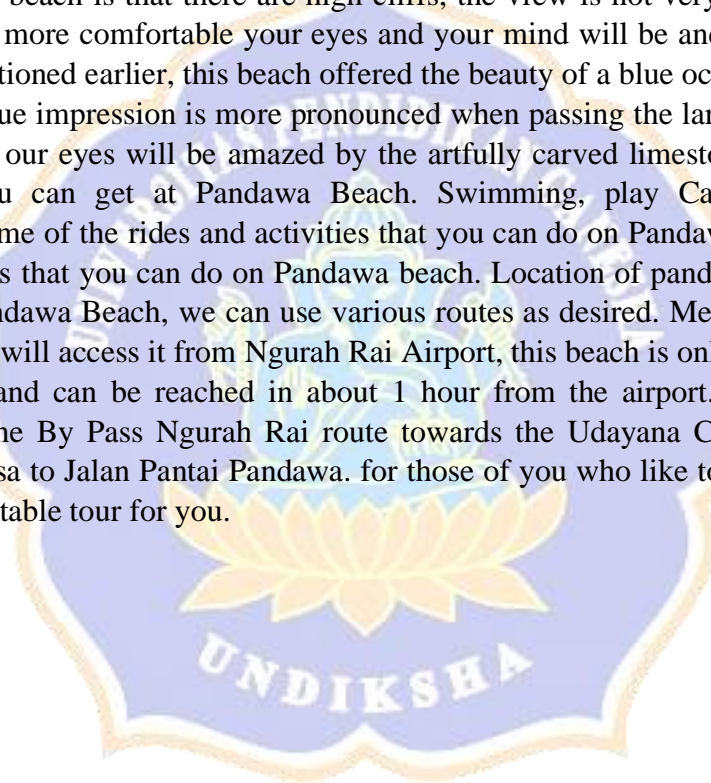 beach is that there are high cliffs, the view is not very
more comfortable your eyes and your mind will be and
tioned earlier, this beach offered the beauty of a blue oc
ue impression is more pronounced when passing the lar
our eyes will be amazed by the artfully carved limesto
u can get at Pandawa Beach. Swimming, play Ca
me of the rides and activities that you can do on Pandaw
s that you can do on Pandawa beach. Location of pand
ndawa Beach, we can use various routes as desired. Me
will access it from Ngurah Rai Airport, this beach is onl
and can be reached in about 1 hour from the airport.
ne By Pass Ngurah Rai route towards the Udayana C
sa to Jalan Pantai Pandawa. for those of you who like to
table tour for you.
UNIVERSITAS PENDIDIKAN GANESHA
UNDIKSHA